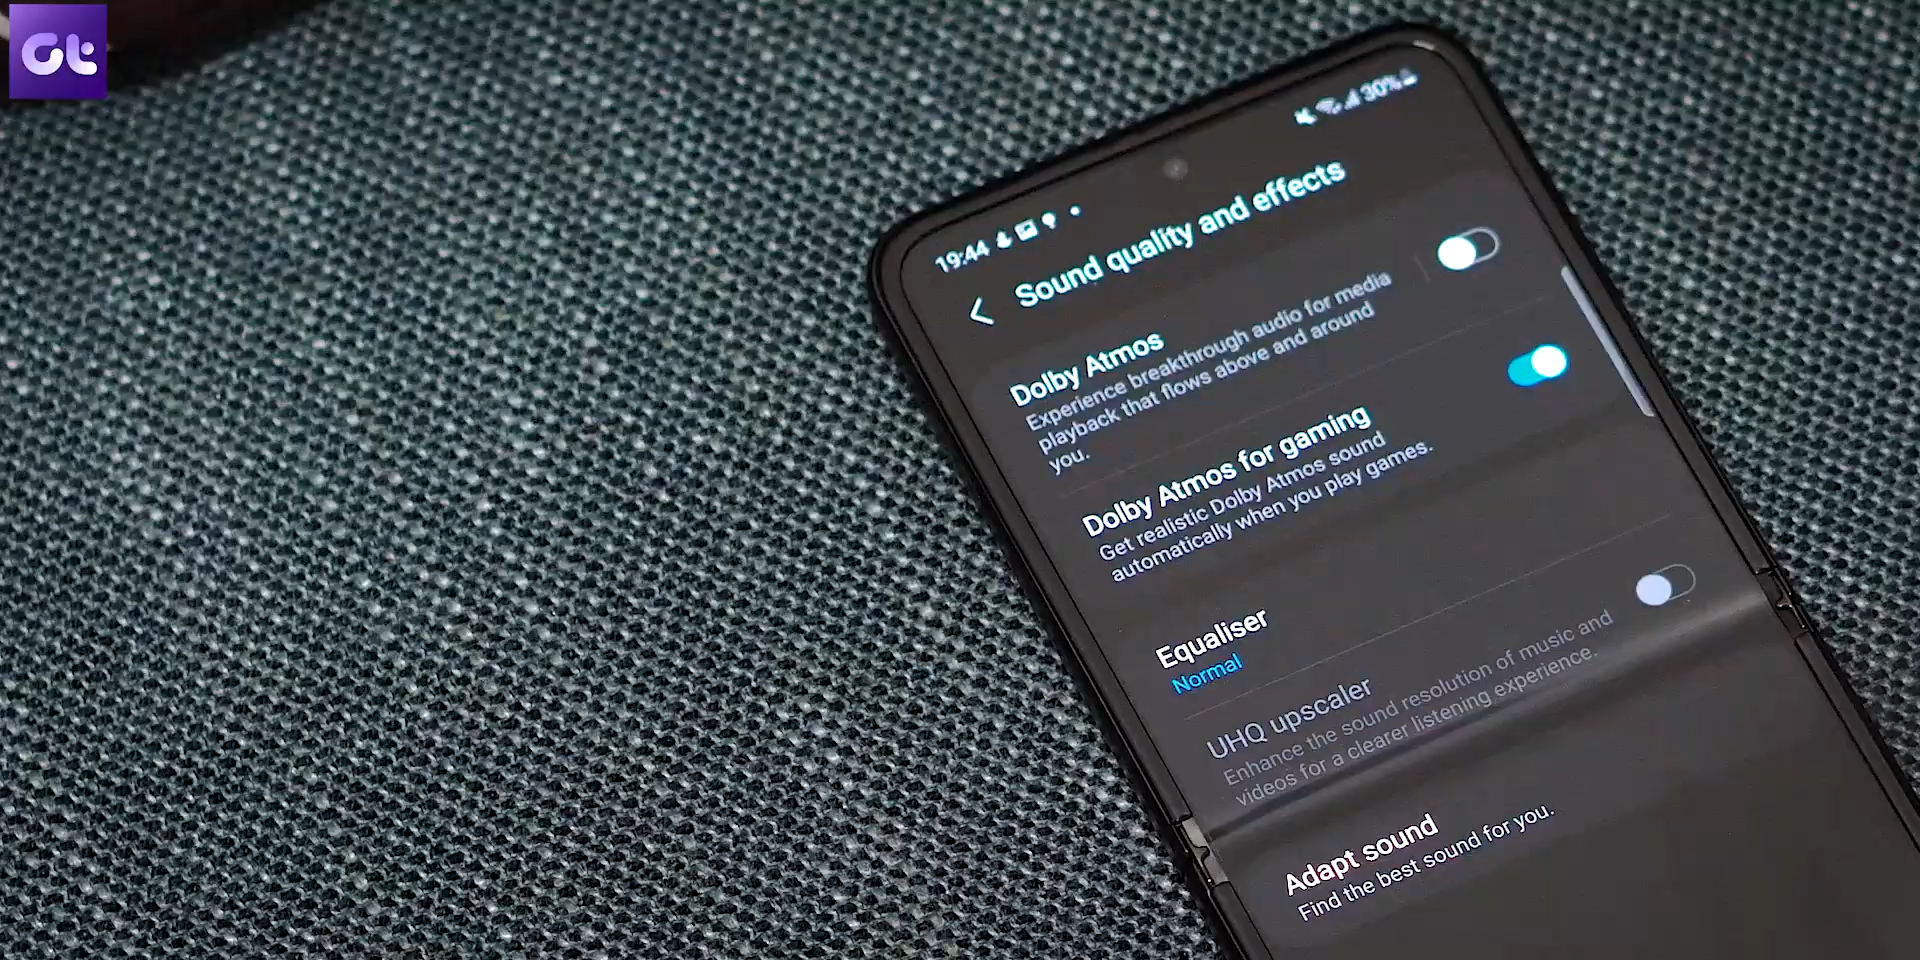 Gt
30%
19:44
Sound quality and effects
Dolby Atmos
Experience breakthrough audio for media
playback that flows above and around
you.
Dolby Atmos for gaming
Get realistic Dolby Atmos sound
automatically when you play games.
Equaliser
Normal
UHQ upscaler
Enhance the sound resolution of music and
videos for a clearer listening experience.
Adapt sound
Find the best sound for you.